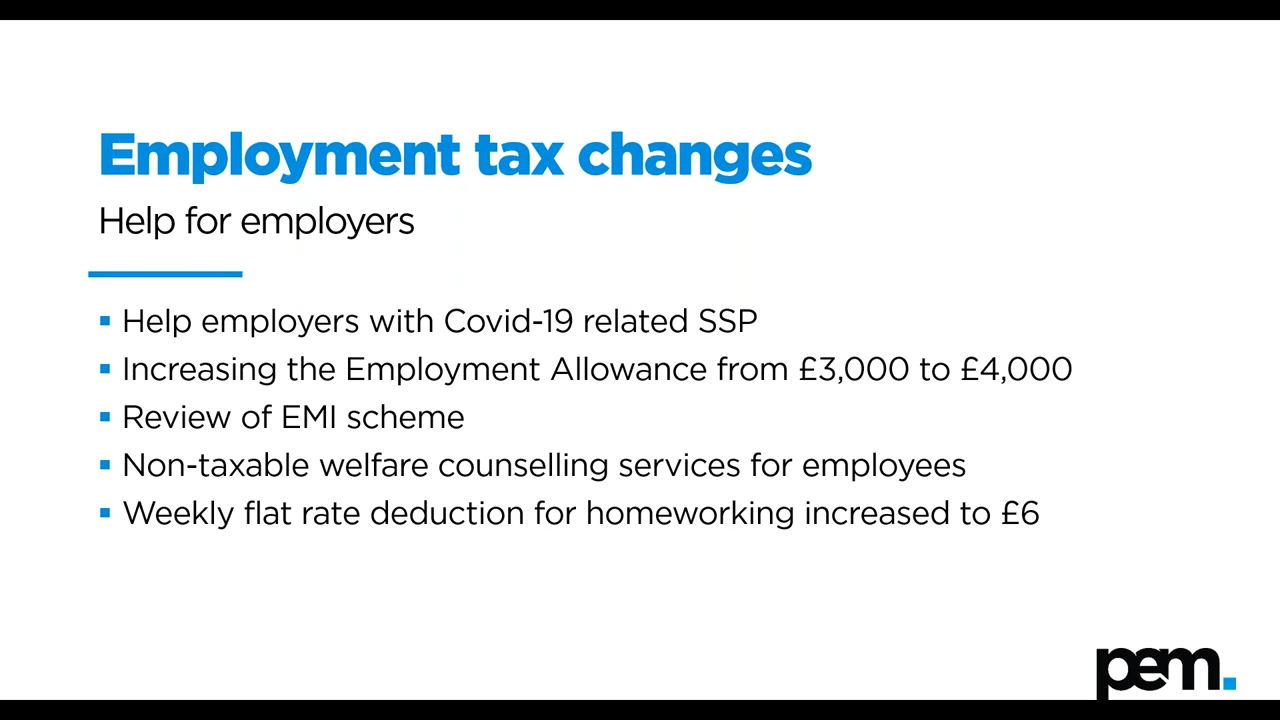 Employment tax changes
Help for employers
▪ Help employers with Covid-19 related SSP
▪ Increasing the Employment Allowance from £3,000 to £4,000
▪ Review of EMI scheme
▪ Non-taxable welfare counselling services for employees
▪ Weekly flat rate deduction for homeworking increased to £6
pem.